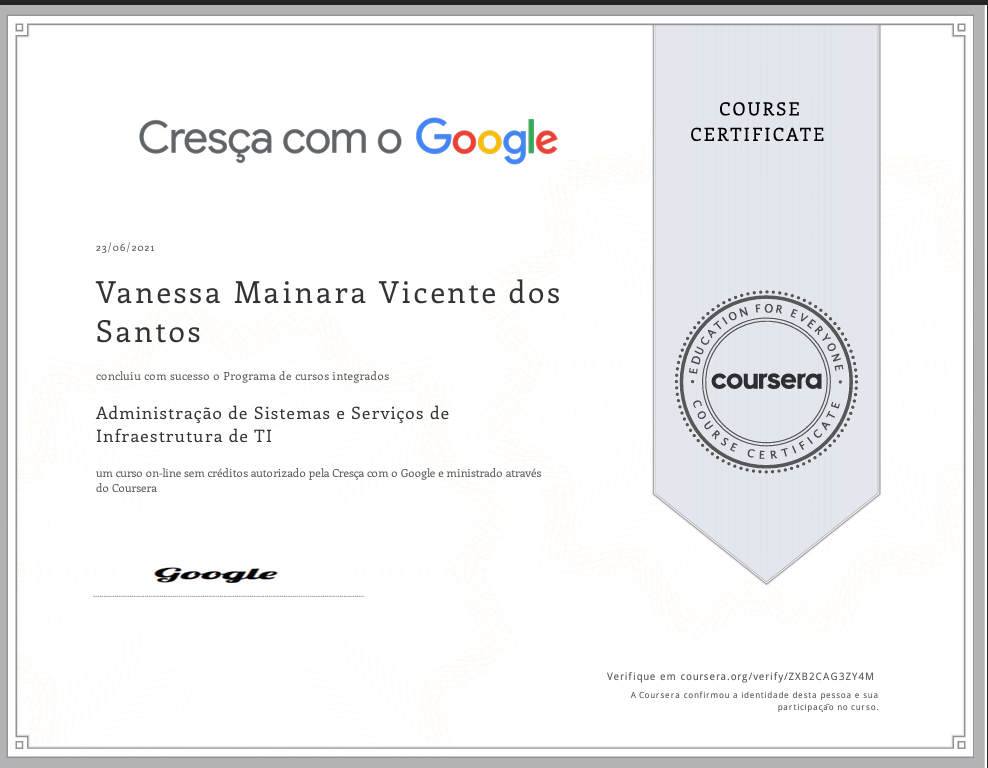 Cresça com o Google
COURSE
CERTIFICATE
23/06/2021
Vanessa Mainara Vicente dos
Santos
concluiu com sucesso o Programa de cursos integrados
Administração de Sistemas e Serviços de
Infraestrutura de TI
um curso on-line sem créditos autorizado pela Cresça com o Google e ministrado através
do Coursera
EDUCATION FOR EVERYONE
coursera
COURSE CERTIFICATE
Google
Verifique em coursera.org/verify/ZXB2CAG3ZY4M
A Coursera confirmou a identidade desta pessoa e sua
participação no curso.